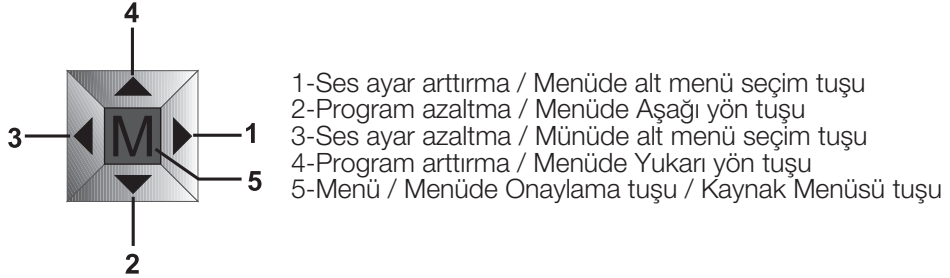 4
3
M
1
5
2
1-Ses ayar arttırma / Menüde alt menü seçim tuşu
2-Program azaltma / Menüde Aşağı yön tuşu
3-Ses ayar azaltma / Münüde alt menü seçim tuşu
4-Program arttırma / Menüde Yukarı yön tuşu
5-Menü / Menüde Onaylama tuşu / Kaynak Menüsü tuşu